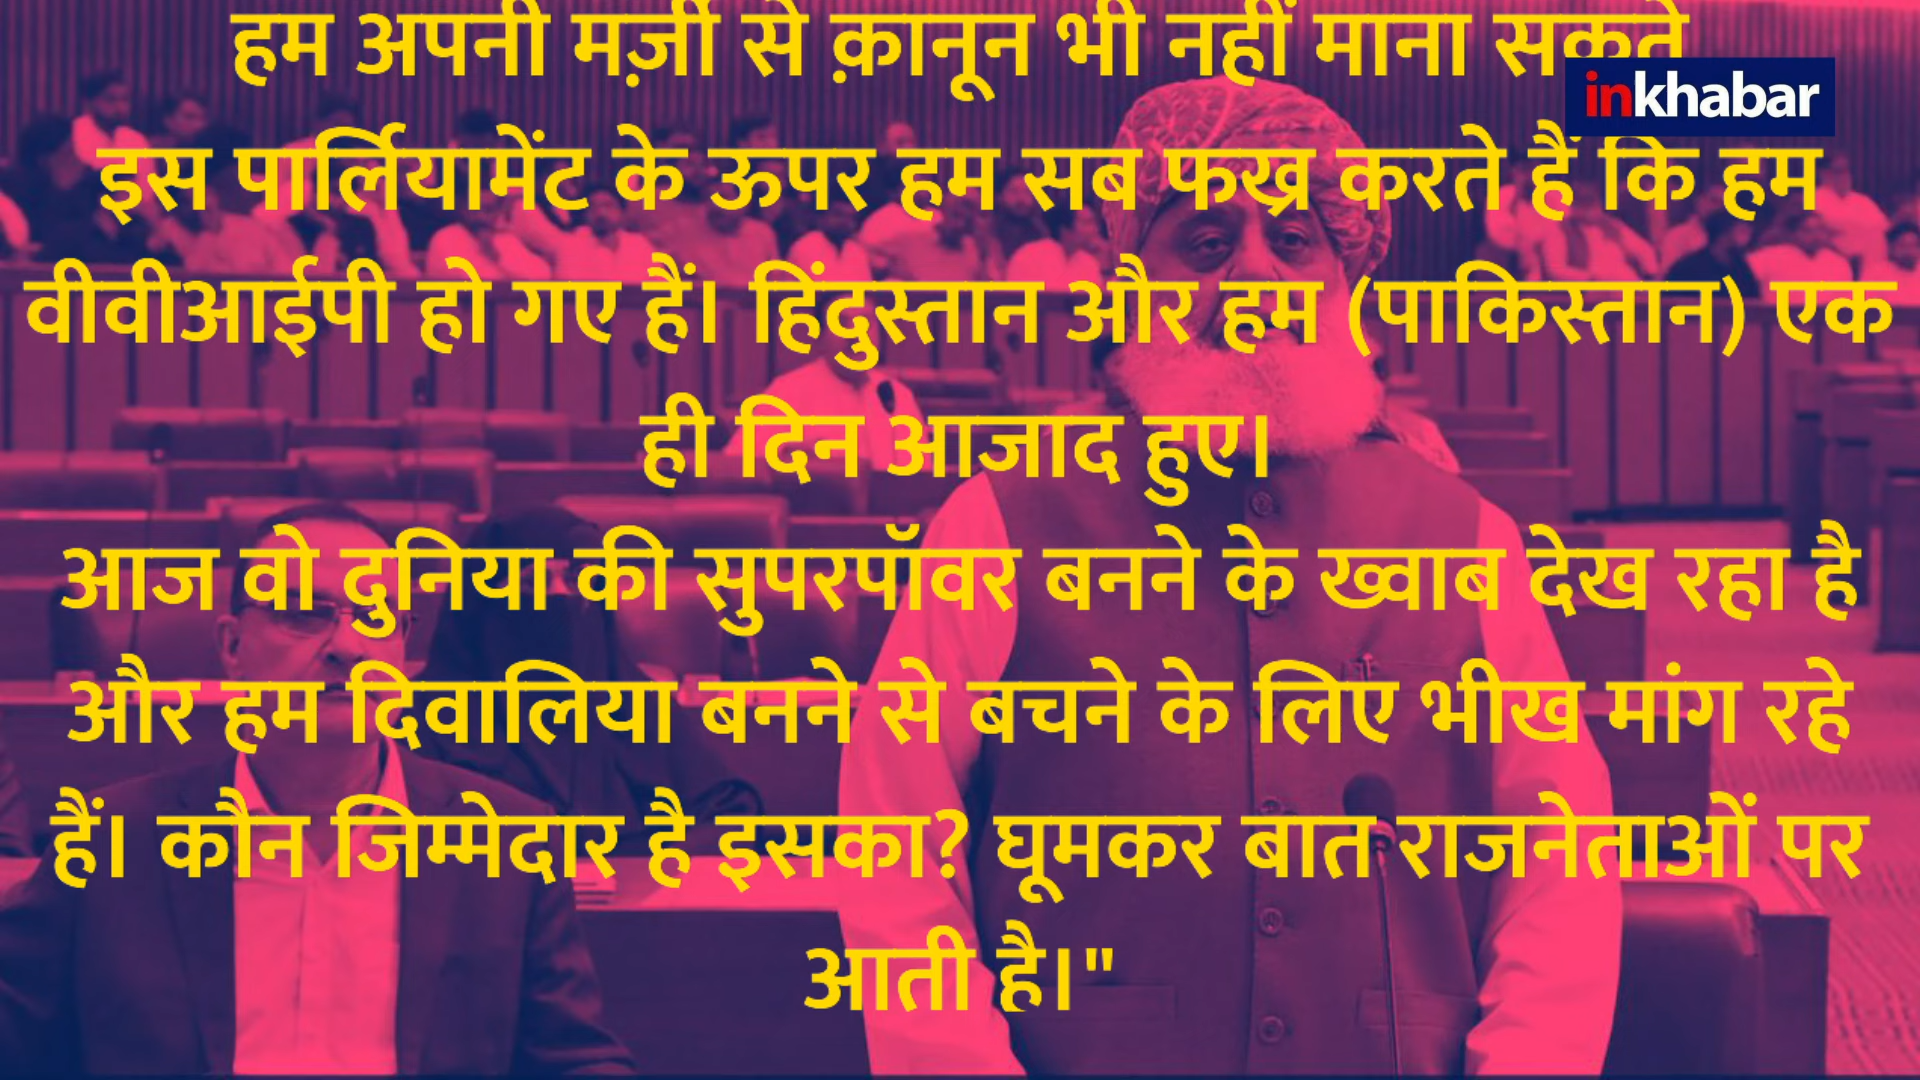 हम अपनी मर्ज़ी से क़ानून भी नहीं माना सकते
inkhabar
इस पार्लियामेंट के ऊपर हम सब फख्र करते हैं कि हम
वीवीआईपी हो गए हैं। हिंदुस्तान और हम (पाकिस्तान) एक
ही दिन आजाद हुए।
आज वो दुनिया की सुपरपॉवर बनने के ख्वाब देख रहा है
और हम दिवालिया बनने से बचने के लिए भीख मांग रहे
हैं। कौन जिम्मेदार है इसका? घूमकर बात राजनेताओं पर
आती है।"